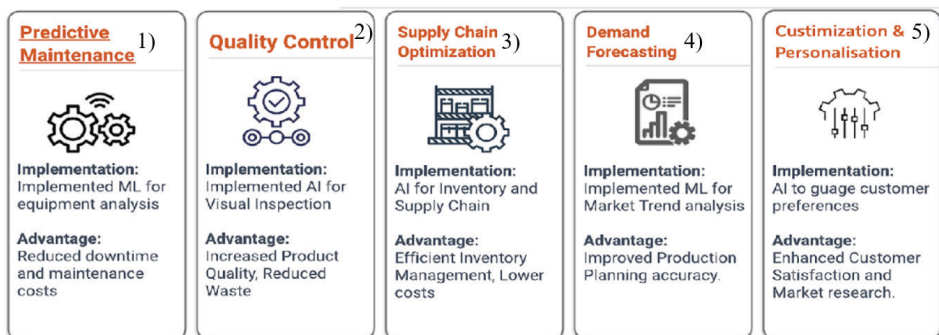 Predictive
Maintenance 1)
Implementation:
Implemented ML for
equipment analysis
Advantage:
Reduced downtime
and maintenance
costs
Quality Control 2)
Implementation:
Implemented AI for
Visual Inspection
Advantage:
Increased Product
Quality, Reduced
Waste
Supply Chain
Optimization 3)
Implementation:
AI for Inventory and
Supply Chain
Advantage:
Efficient Inventory
Management, Lower
costs
Demand
Forecasting 4)
Implementation:
Implemented ML for
Market Trend analysis
Advantage:
Improved Production
Planning accuracy.
Custimization & 5)
Personalisation
Implementation:
AI to guage customer
preferences
Advantage:
Enhanced Customer
Satisfaction and
Market research.